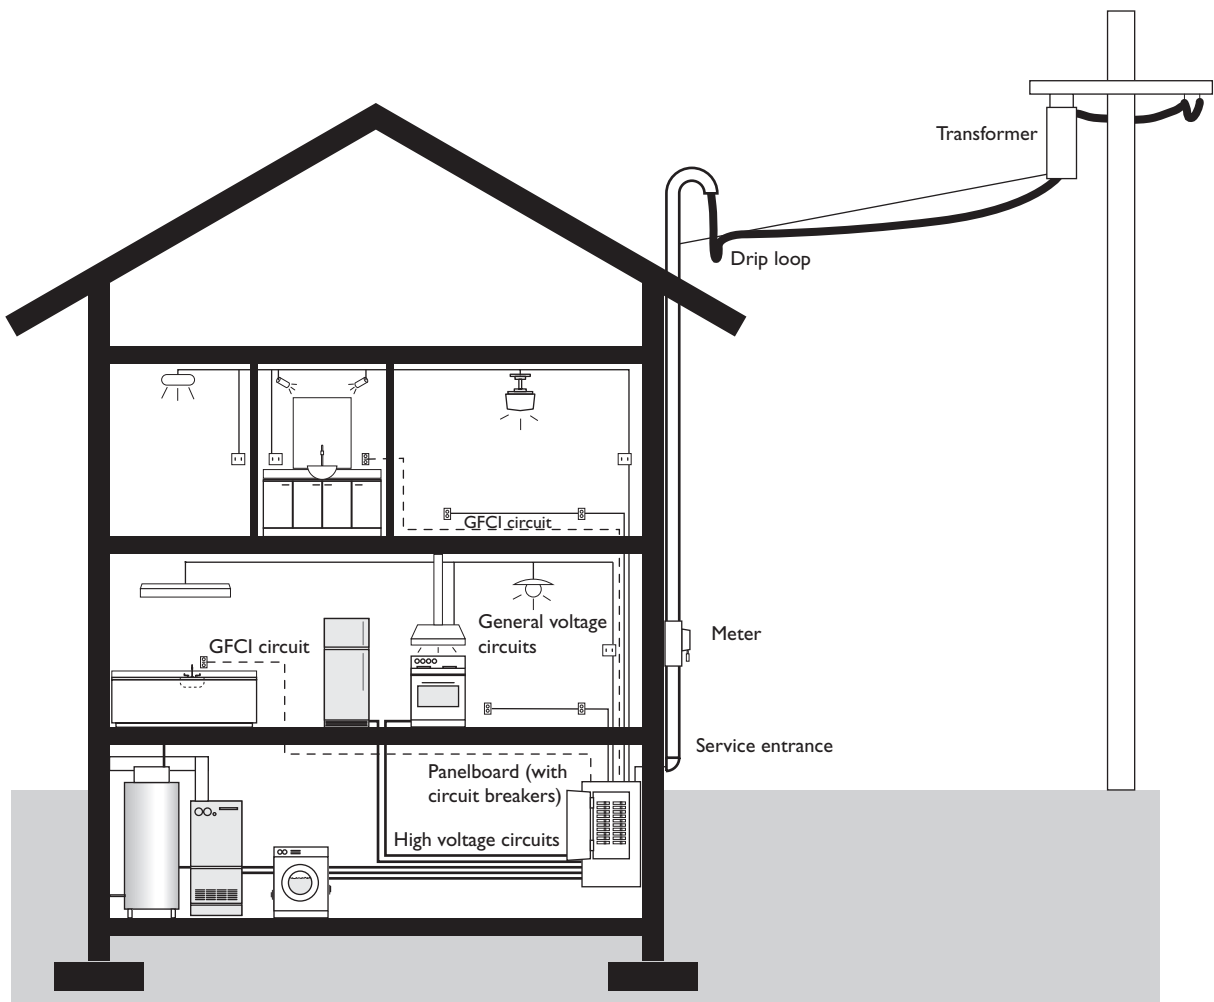 Transformer
Drip loop
GFCI circuit
General voltage
circuits
GFCI circuit
Meter
Service entrance
Panelboard (with
circuit breakers)
High voltage circuits